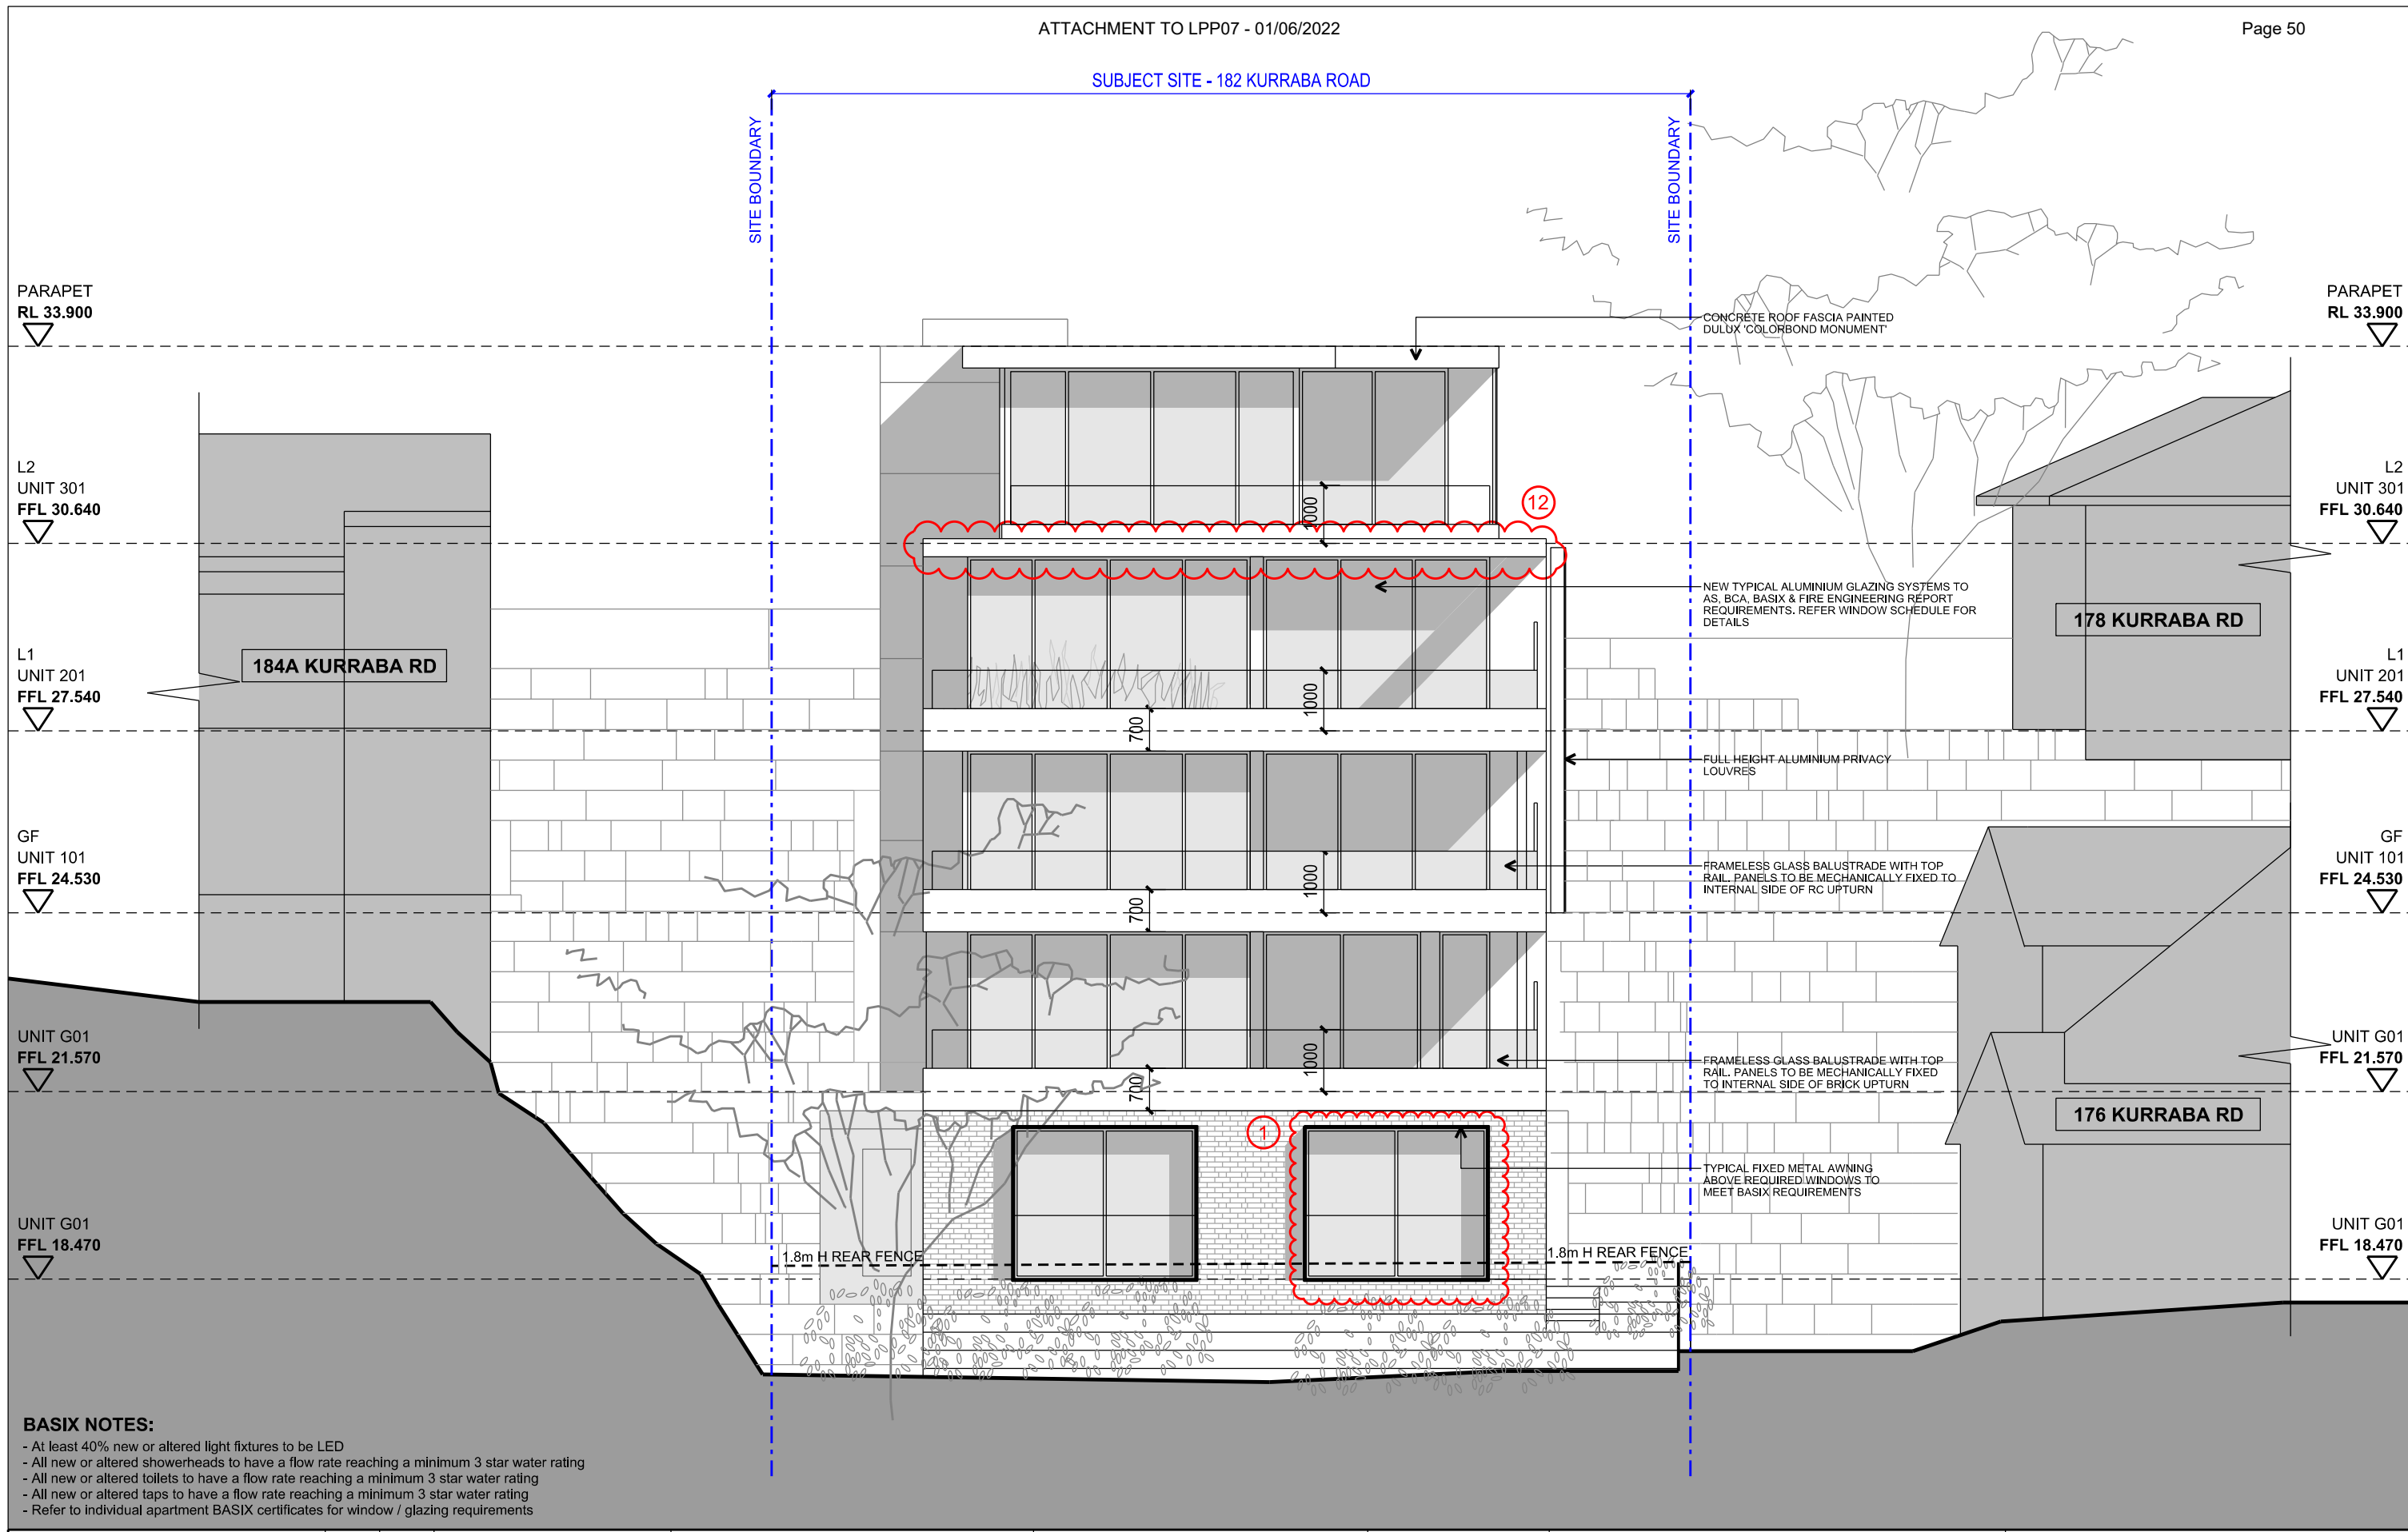 ATTACHMENT TO LPP07 - 01/06/2022
Page 50
SUBJECT SITE - 182 KURRABA ROAD
SITE BOUNDARY
SITE BOUNDARY
PARAPET
RL 33.900
L2
UNIT 301
FFL 30.640
L1
UNIT 201
FFL 27.540
GF
UNIT 101
FFL 24.530
UNIT G01
FFL 21.570
UNIT G01
FFL 18.470
184A KURRABA RD
12
1000
1000
700
1000
700
1000
700
1
1.8m H REAR FENCE
1.8m H REAR FENCE
CONCRETE ROOF FASCIA PAINTED
DULUX 'COLORBOND MONUMENT'
NEW TYPICAL ALUMINIUM GLAZING SYSTEMS TO
AS, BCA, BASIX & FIRE ENGINEERING REPORT
REQUIREMENTS. REFER WINDOW SCHEDULE FOR
DETAILS
FULL HEIGHT ALUMINIUM PRIVACY
LOUVRES
FRAMELESS GLASS BALUSTRADE WITH TOP
RAIL. PANELS TO BE MECHANICALLY FIXED TO
INTERNAL SIDE OF RC UPTURN
FRAMELESS GLASS BALUSTRADE WITH TOP
RAIL. PANELS TO BE MECHANICALLY FIXED
TO INTERNAL SIDE OF BRICK UPTURN
TYPICAL FIXED METAL AWNING
ABOVE REQUIRED WINDOWS TO
MEET BASIX REQUIREMENTS
178 KURRABA RD
176 KURRABA RD
PARAPET
RL 33.900
L2
UNIT 301
FFL 30.640
L1
UNIT 201
FFL 27.540
GF
UNIT 101
FFL 24.530
UNIT G01
FFL 21.570
UNIT G01
FFL 18.470
BASIX NOTES:
- At least 40% new or altered light fixtures to be LED
- All new or altered showerheads to have a flow rate reaching a minimum 3 star water rating
- All new or altered toilets to have a flow rate reaching a minimum 3 star water rating
- All new or altered taps to have a flow rate reaching a minimum 3 star water rating
- Refer to individual apartment BASIX certificates for window / glazing requirements